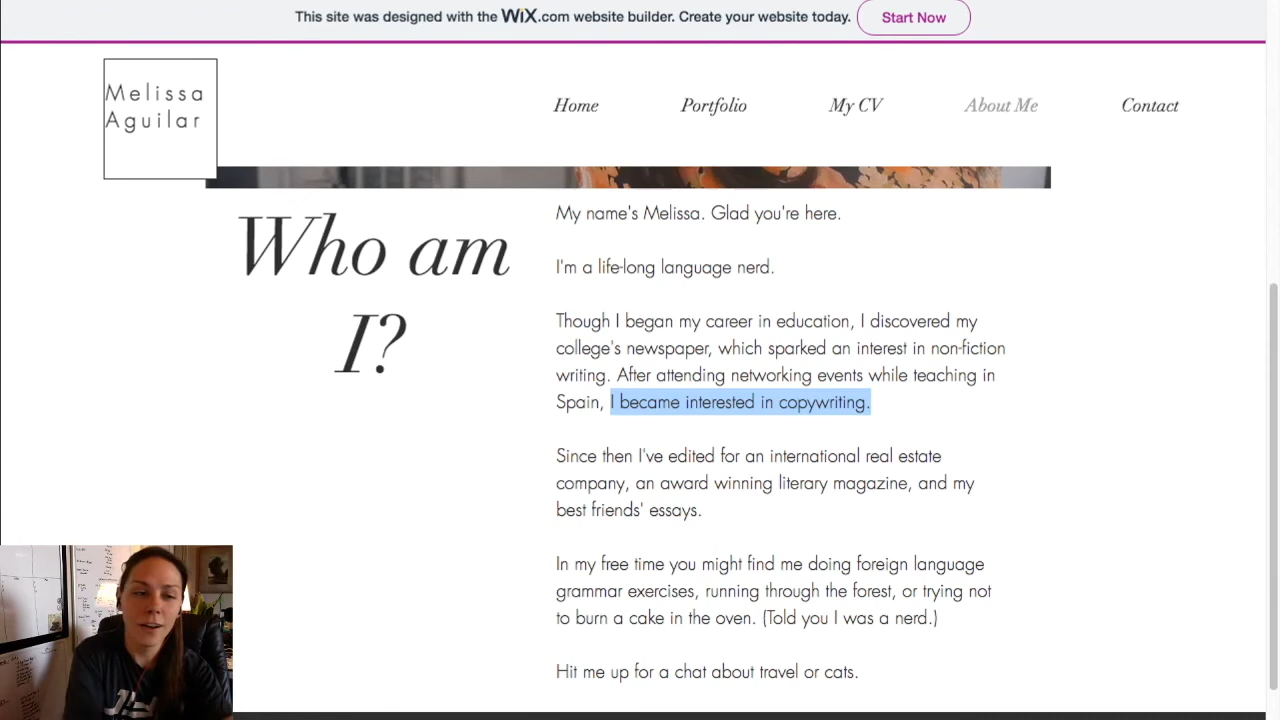 This site was designed with the WiX.com website builder. Create your website today.
Start Now
Melissa
Aguilar
Home
Portfolio
My CV
About Me
Contact
Who am
I?
My name's Melissa. Glad you're here.
I'm a life-long language nerd.
Though I began my career in education, I discovered my
college's newspaper, which sparked an interest in non-fiction
writing. After attending networking events while teaching in
Spain, I became interested in copywriting.
Since then I've edited for an international real estate
company, an award winning literary magazine, and my
best friends' essays.
In my free time you might find me doing foreign language
grammar exercises, running through the forest, or trying not
to burn a cake in the oven. (Told you I was a nerd.)
Hit me up for a chat about travel or cats.